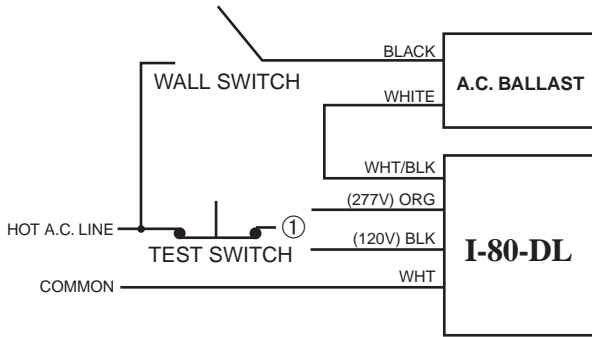 BLACK
WALL SWITCH
A.C. BALLAST
WHITE
WHT/BLK
(277V) ORG
HOT A.C. LINE
①
TEST SWITCH
(120V) BLK
I-80-DL
WHT
COMMON